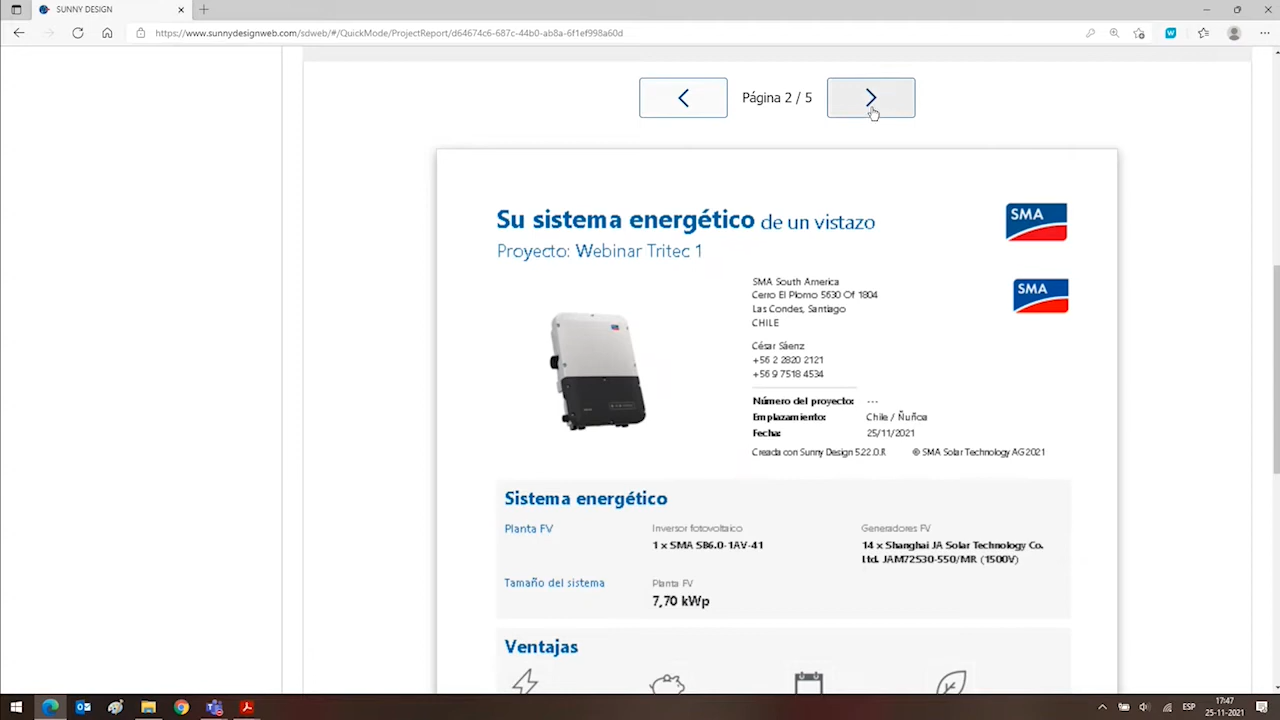 SUNNY DESIGN
https://www.sunnydesignweb.com/sdweb/#/QuickMode/ProjectReport/d64674c6-687c-44b0-ab8a-6f1ef998a60d
Página 2 / 5
Su sistema energético de un vistazo
Proyecto: Webinar Tritec 1
SMA
SMA
SMA South America
Cerro El Plomo 5630 Of 1804
Las Condes, Santiago
CHILE
César Sáenz
+56 2 2820 2121
+56 9 7518 4534
Número del proyecto: ---
Emplazamiento: Chile / Ñuñoa
Fecha: 25/11/2021
Creada con Sunny Design 5.22.0.R © SMA Solar Technology AG 2021
Sistema energético
Planta FV
Inversor fotovoltaico
1 x SMA SB6.0-1AV-41
Generadores FV
14 x Shanghai JA Solar Technology Co.
Ltd. JAM72S30-550/MR (1500V)
Tamaño del sistema
Planta FV
7,70 kWp
Ventajas
ESP
17:47
25-11-2021